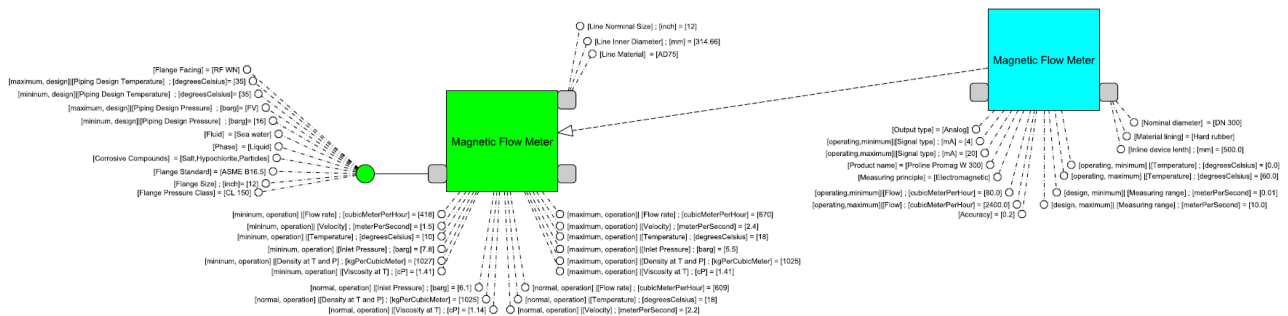 [Line Norminal Size] ; [inch] = [12]
[Line Inner Diameter] ; [mm] = [314.66]
[Line Material] = [AD75]
Magnetic Flow Meter
[Flange Facing] = [RF WN]
[maximum, design]|[Piping Design Temperature] ; [degreesCelsius]= [35]
[mininum, design]|[Piping Design Temperature] ; [degreesCelsius]= [35]
[maximum, design]|[Piping Design Pressure] ; [barg]= [FV]
[mininum, design]|[Piping Design Pressure] ; [barg]= [16]
[Fluid] = [Sea water]
[Phase] = [Liquid]
[Corrosive Compounds] = [Salt,Hypochlorite,Particles]
[Flange Standard] = [ASME B16.5]
[Flange Size] ; [inch]= [12]
[Flange Pressure Class] = [CL 150]
Magnetic Flow Meter
[Output type] = [Analog]
[operating,minimum]|[Signal type] ; [mA] = [4]
[operating,maximum]|[Signal type] ; [mA] = [20]
[Product name] = [Proline Promag W 300]
[Measuring principle] = [Electromagnetic]
[operating,minimum]|[Flow] ; [cubicMeterPerHour] = [80.0]
[operating,maximum]|[Flow] ; [cubicMeterPerHour] = [2400.0]
[Accuracy] = [0.2]
[Nominal diameter] = [DN 300]
[Material lining] = [Hard rubber]
[Inline device lenth] ; [mm] = [500.0]
[operating, minimum] |[Temperature] ; [degreesCelsius] = [0.0]
[operating, maximum] |[Temperature] ; [degreesCelsius] = [60.0]
[design, minimum]| [Measuring range] ; [meterPerSecond] = [0.01]
[design, maximum]| [Measuring range] ; [meterPerSecond] = [10.0]
[mininum, operation] |[Flow rate] ; [cubicMeterPerHour] = [418]
[mininum, operation]| [Velocity] ; [meterPerSecond] = [1.5]
[mininum, operation] |[Temperature] ; [degreesCelsius] = [10]
[mininum, operation] |[Inlet Pressure] ; [barg] = [7.8]
[mininum, operation] |[Density at T and P] ; [kgPerCubicMeter] = [1027]
[mininum, operation] |[Viscosity at T] ; [cP] = [1.41]
[maximum, operation] |[Flow rate] ; [cubicMeterPerHour] = [670]
[maximum, operation] |[Velocity] ; [meterPerSecond] = [2.4]
[maximum, operation] |[Temperature] ; [degreesCelsius] = [18]
[maximum, operation] |[Inlet Pressure] ; [barg] = [5.5]
[maximum, operation] |[Density at T and P] ; [kgPerCubicMeter] = [1025]
[maximum, operation] |[Viscosity at T] ; [cP] = [1.41]
[normal, operation] |[Inlet Pressure] ; [barg] = [6.1]
[normal, operation] |[Density at T and P] ; [kgPerCubicMeter] = [1025]
[normal, operation] |[Viscosity at T] ; [cP] = [1.14]
[normal, operation] |[Flow rate] ; [cubicMeterPerHour] = [609]
[normal, operation] |[Temperature] ; [degreesCelsius] = [18]
[normal, operation] |[Velocity] ; [meterPerSecond] = [2.2]